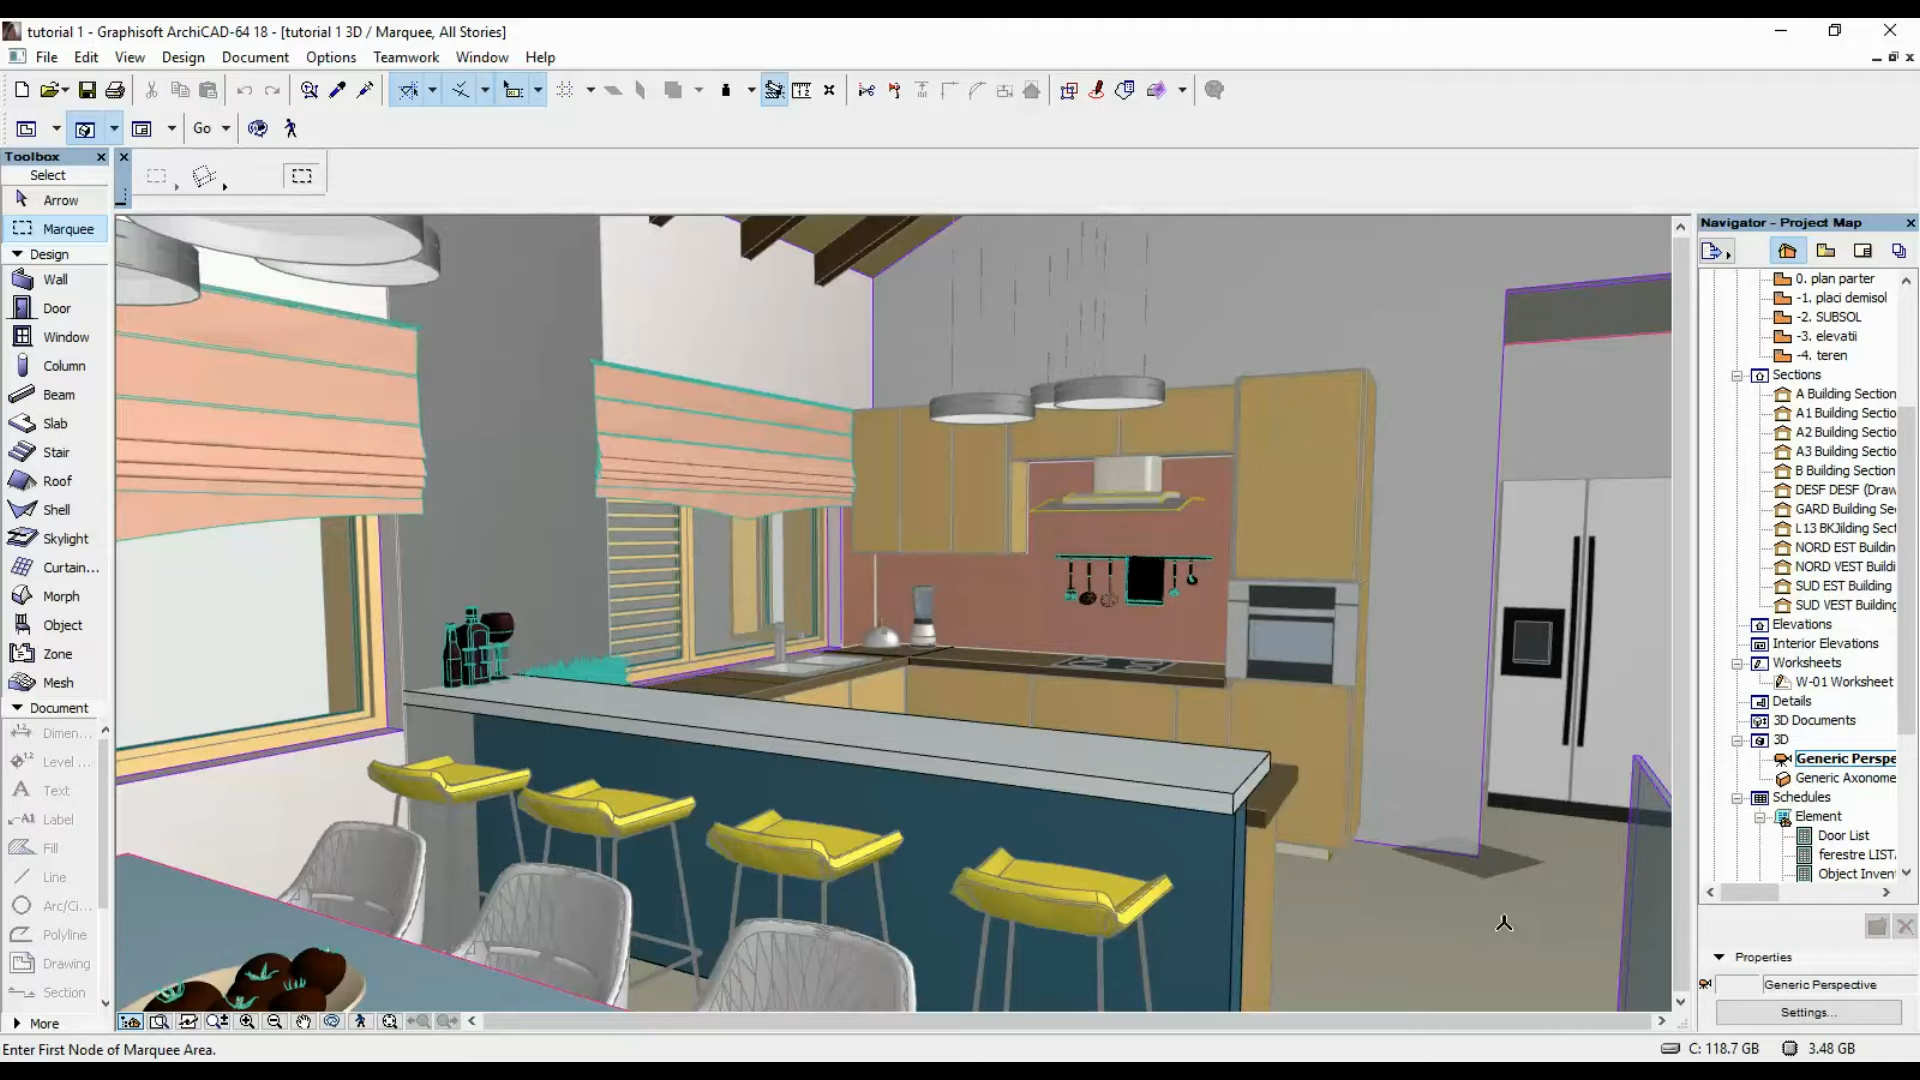 tutorial 1 - Graphisoft ArchiCAD-64 18 - [tutorial 1 3D / Marquee, All Stories]
File Edit View Design Document Options Teamwork Window Help
Go
Toolbox
Select
Arrow
Marquee
Design
Wall
Door
Window
Column
Beam
Slab
Stair
Roof
Shell
Skylight
Curtain...
Morph
Object
Zone
Mesh
Document
Dimen...
Level ...
Text
Label
Fill
Line
Arc/Ci...
Polyline
Drawing
Section
More
Navigator - Project Map
0. plan parter
-1. placi demisol
-2. SUBSOL
-3. elevatii
-4. teren
Sections
A Building Section
A1 Building Sectio
A2 Building Sectio
A3 Building Sectio
B Building Section
DESF DESF (Draw
GARD Building Se
L13 BKJilding Sect
NORD EST Buildin
NORD VEST Buildi
SUD EST Building
SUD VEST Building
Elevations
Interior Elevations
Worksheets
W-01 Worksheet
Details
3D Documents
3D
Generic Perspe
Generic Axonome
Schedules
Element
Door List
ferestre LIST.
Object Inven
Properties
Generic Perspective
Settings...
Enter First Node of Marquee Area.
C: 118.7 GB 3.48 GB